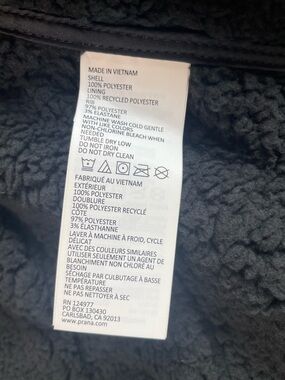 MADE IN VIETNAM
SHELL
100% POLYESTER
LINING
100% RECYCLED POLYESTER
RIB
97% POLYESTER
3% ELASTANE
MACHINE WASH COLD GENTLE
WITH LIKE COLORS
NON-CHLORINE BLEACH WHEN
NEEDED
TUMBLE DRY LOW
DO NOT IRON
DO NOT DRY CLEAN
FABRIQUÉ AU VIETNAM
EXTÉRIEUR
100% POLYESTER
DOUBLURE
100% POLYESTER RECYCLÉ
CÔTE
97% POLYESTER
3% ÉLASTHANNE
LAVER À MACHINE À FROID, CYCLE
DÉLICAT
AVEC DES COULEURS SIMILAIRES
UTILISER SEULEMENT UN AGENT DE
BLANCHIMENT NON CHLORÉ AU
BESOIN
SÉCHAGE PAR CULBUTAGE À BASSE
TEMPÉRATURE
NE PAS REPASSER
NE PAS NETTOYER À SEC
RN 124977
PO BOX 130430
CARLSBAD, CA 92013
www.prana.com